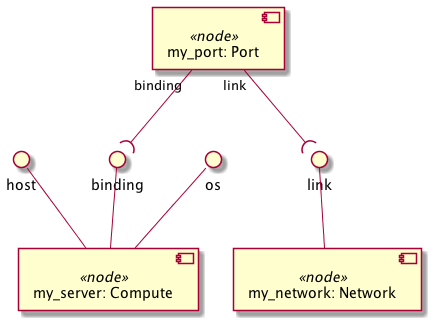 «node»
my_port: Port
binding
link
host
binding
os
link
«node»
my_server: Compute
«node»
my_network: Network